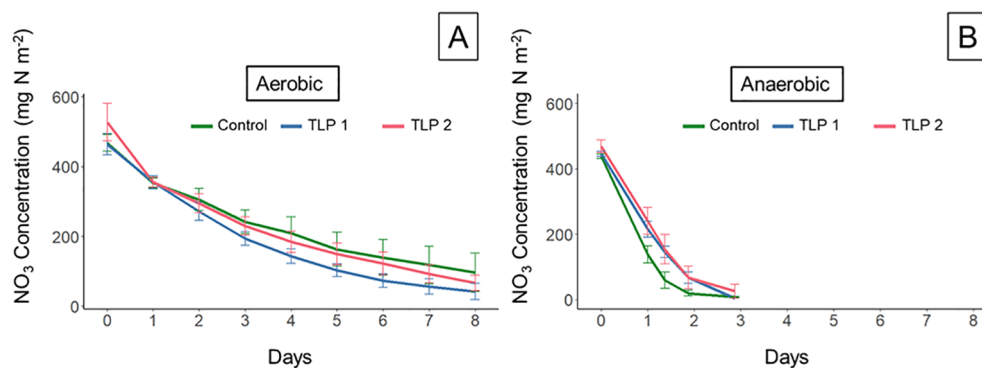 A
Aerobic
Control TLP 1 TLP 2
NO3 Concentration (mg N m-2)
600
400
200
0
0 1 2 3 4 5 6 7 8
Days
B
Anaerobic
Control TLP 1 TLP 2
NO3 Concentration (mg N m-2)
600
400
200
0
0 1 2 3 4 5 6 7 8
Days